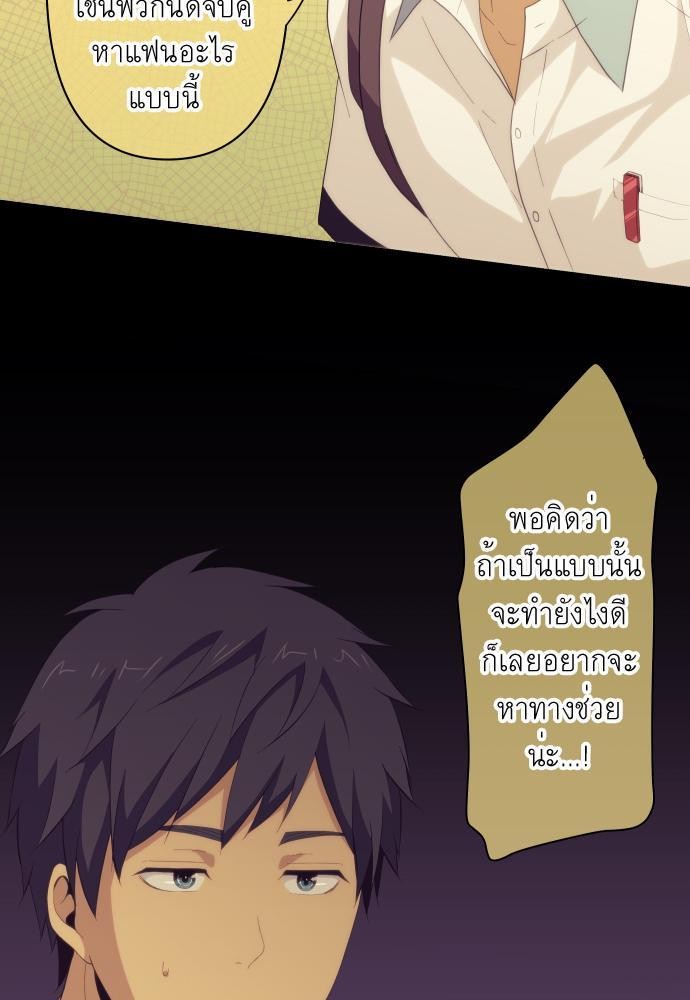 เช่นพวกนัดจับคู่
หาแฟนอะไร
แบบนี้
พอคิดว่า
ถ้าเป็นแบบนั้น
จะทำยังไงดี
ก็เลยอยากจะ
หาทางช่วย
น่ะ...!